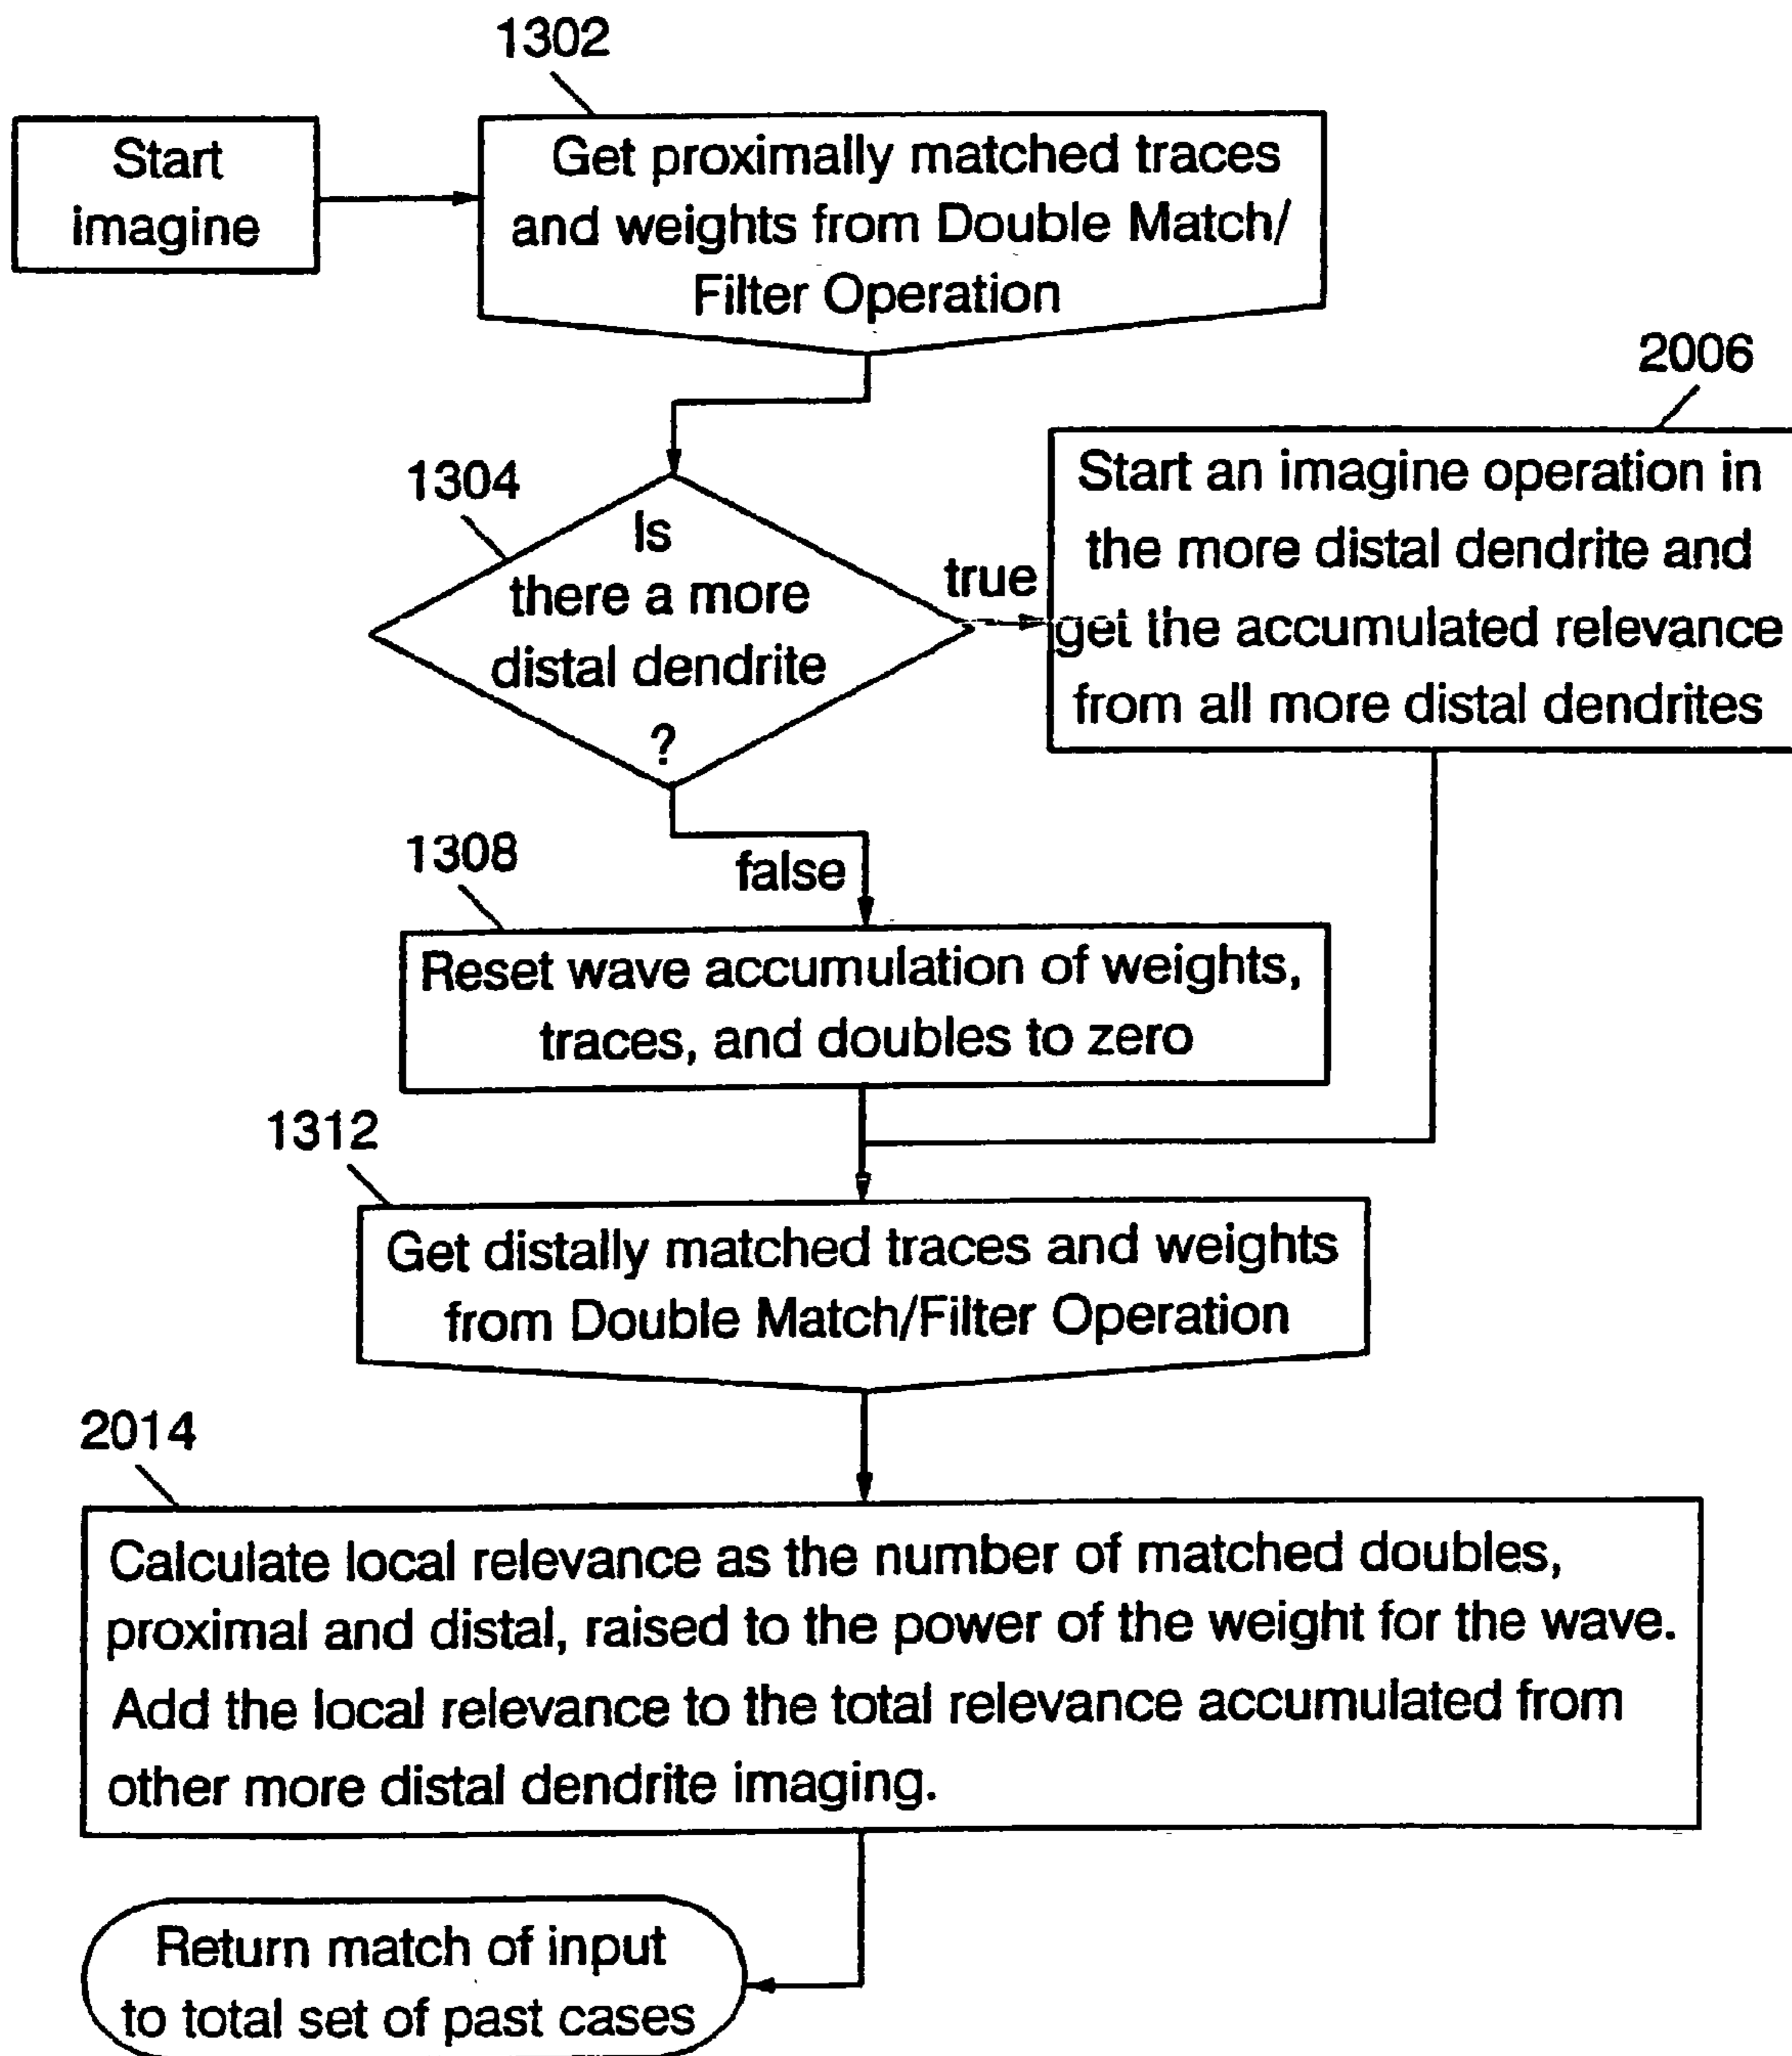 1302
Start
imagine
Get proximally matched traces
and weights from Double Match/
Filter Operation
2006
Start an imagine operation in
the more distal dendrite and
get the accumulated relevance
from all more distal dendrites
1304
Is
there a more
distal dendrite
?
true
false
1308
Reset wave accumulation of weights,
traces, and doubles to zero
1312
Get distally matched traces and weights
from Double Match/Filter Operation
2014
Calculate local relevance as the number of matched doubles,
proximal and distal, raised to the power of the weight for the wave.
Add the local relevance to the total relevance accumulated from
other more distal dendrite imaging.
Return match of input
to total set of past cases